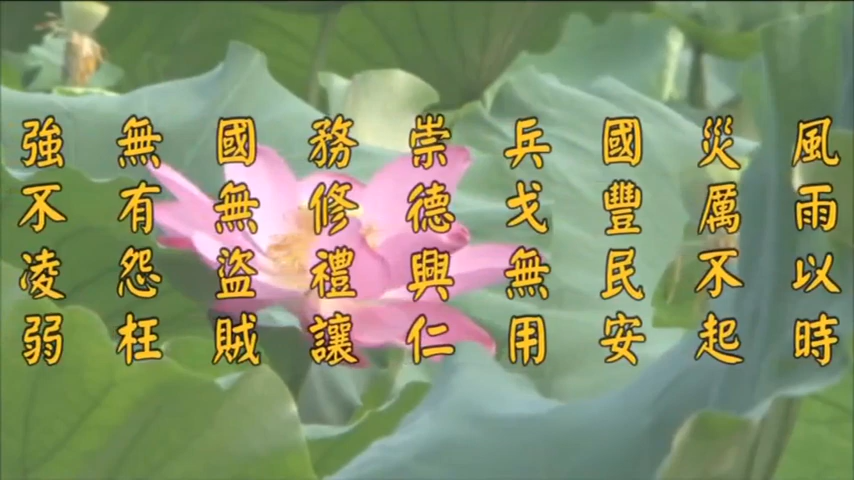 風雨以時
災厲不起
國豐民安
兵戈無用
崇德興仁
務修禮讓
國無盜賊
無有怨枉
強不凌弱